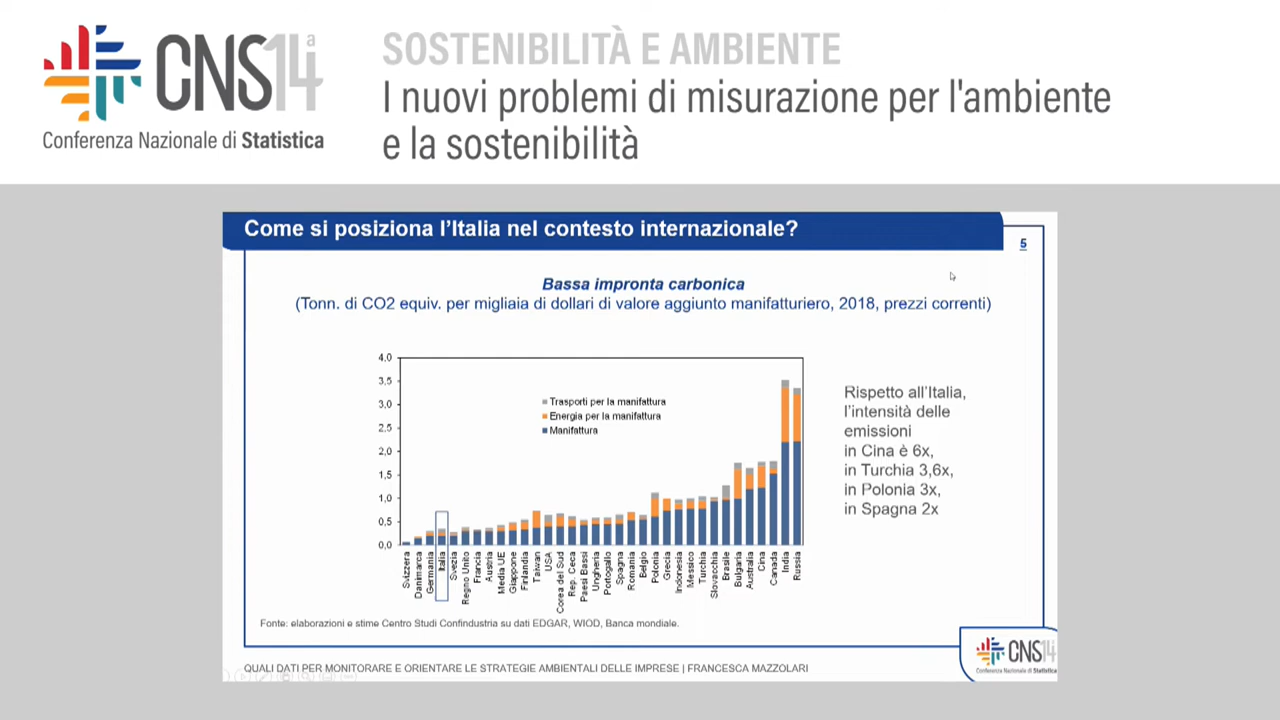 CNS14ª
Conferenza Nazionale di Statistica
SOSTENIBILITÀ E AMBIENTE
I nuovi problemi di misurazione per l'ambiente
e la sostenibilità
Come si posiziona l'Italia nel contesto internazionale?
5
Bassa impronta carbonica
(Tonn. di CO2 equiv. per migliaia di dollari di valore aggiunto manifatturiero, 2018, prezzi correnti)
4,0
3,5
3,0
2,5
2,0
1,5
1,0
0,5
0,0
Trasporti per la manifattura
Energia per la manifattura
Manifattura
Svizzera
Danimarca
Germania
Italia
Svezia
Regno Unito
Francia
Austria
Media UE
Giappone
Finlandia
Taiwan
USA
Corea del Sud
Rep. Ceca
Paesi Bassi
Ungheria
Portogallo
Spagna
Romania
Belgio
Polonia
Grecia
Indonesia
Messico
Turchia
Slovacchia
Brasile
Bulgaria
Australia
Cina
Canada
India
Russia
Rispetto all'Italia,
l'intensità delle
emissioni
in Cina è 6x,
in Turchia 3,6x,
in Polonia 3x,
in Spagna 2x
Fonte: elaborazioni e stime Centro Studi Confindustria su dati EDGAR, WIOD, Banca mondiale.
QUALI DATI PER MONITORARE E ORIENTARE LE STRATEGIE AMBIENTALI DELLE IMPRESE | FRANCESCA MAZZOLARI
CNS14
Conferenza Nazionale di Statistica